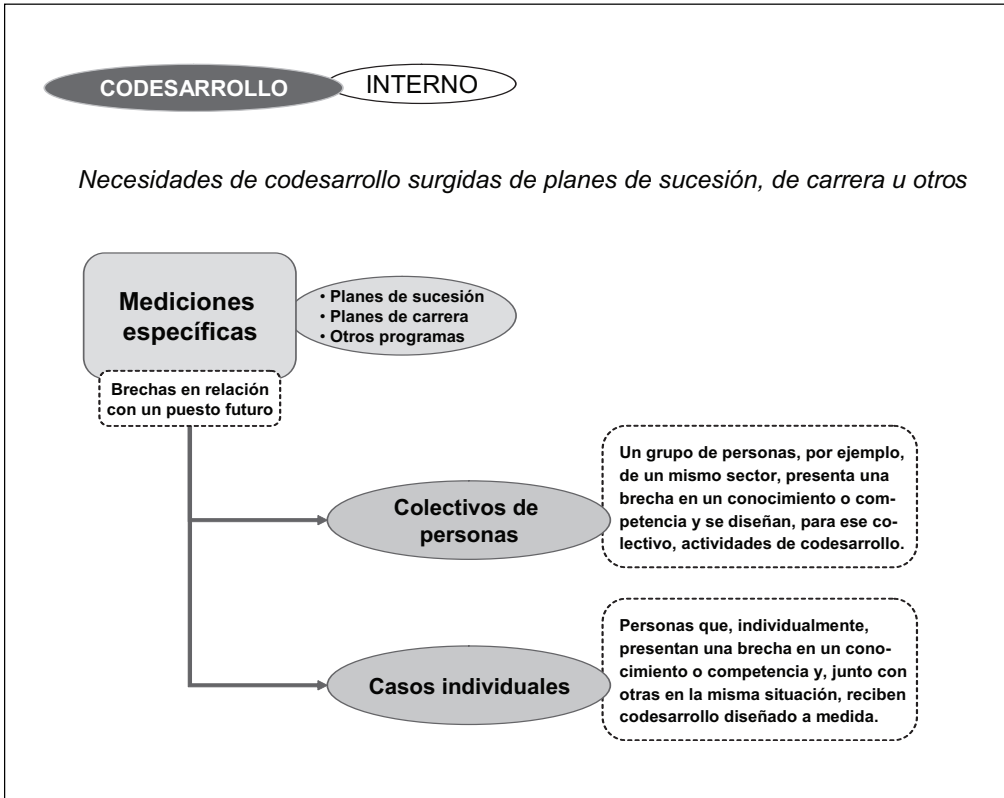 CODESARROLLO INTERNO
Necesidades de codesarrollo surgidas de planes de sucesión, de carrera u otros
Mediciones
específicas
• Planes de sucesión
• Planes de carrera
• Otros programas
Brechas en relación
con un puesto futuro
Colectivos de
personas
Un grupo de personas, por ejemplo,
de un mismo sector, presenta una
brecha en un conocimiento o com-
petencia y se diseñan, para ese co-
lectivo, actividades de codesarrollo.
Casos individuales
Personas que, individualmente,
presentan una brecha en un cono-
cimiento o competencia y, junto con
otras en la misma situación, reciben
codesarrollo diseñado a medida.